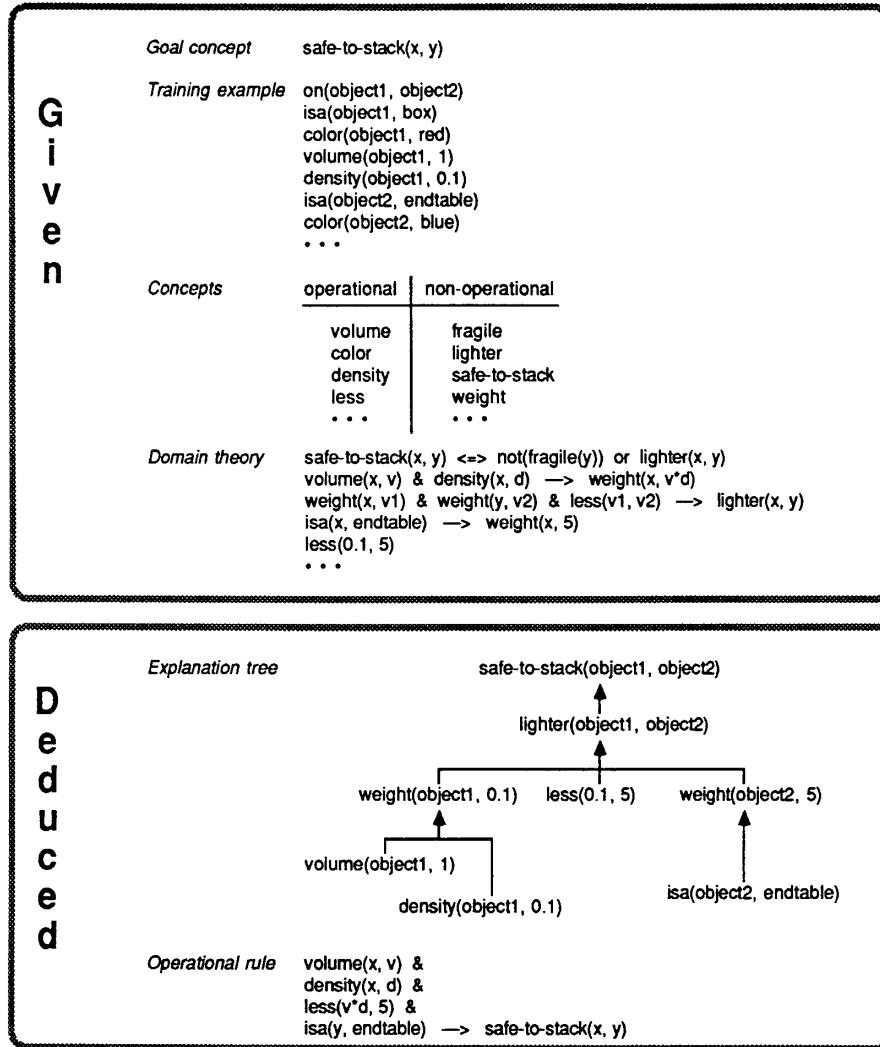 Given
Goal concept safe-to-stack(x, y)
Training example on(object1, object2)
isa(object1, box)
color(object1, red)
volume(object1, 1)
density(object1, 0.1)
isa(object2, endtable)
color(object2, blue)
• • •
Concepts operational non-operational
volume fragile
color lighter
density safe-to-stack
less weight
• • • • • •
Domain theory safe-to-stack(x, y) <=> not(fragile(y)) or lighter(x, y)
volume(x, v) & density(x, d) —> weight(x, v*d)
weight(x, v1) & weight(y, v2) & less(v1, v2) —> lighter(x, y)
isa(x, endtable) —> weight(x, 5)
less(0.1, 5)
• • •
Deduced
Explanation tree safe-to-stack(object1, object2)
lighter(object1, object2)
weight(object1, 0.1) less(0.1, 5) weight(object2, 5)
volume(object1, 1)
density(object1, 0.1) isa(object2, endtable)
Operational rule volume(x, v) &
density(x, d) &
less(v*d, 5) &
isa(y, endtable) —> safe-to-stack(x, y)